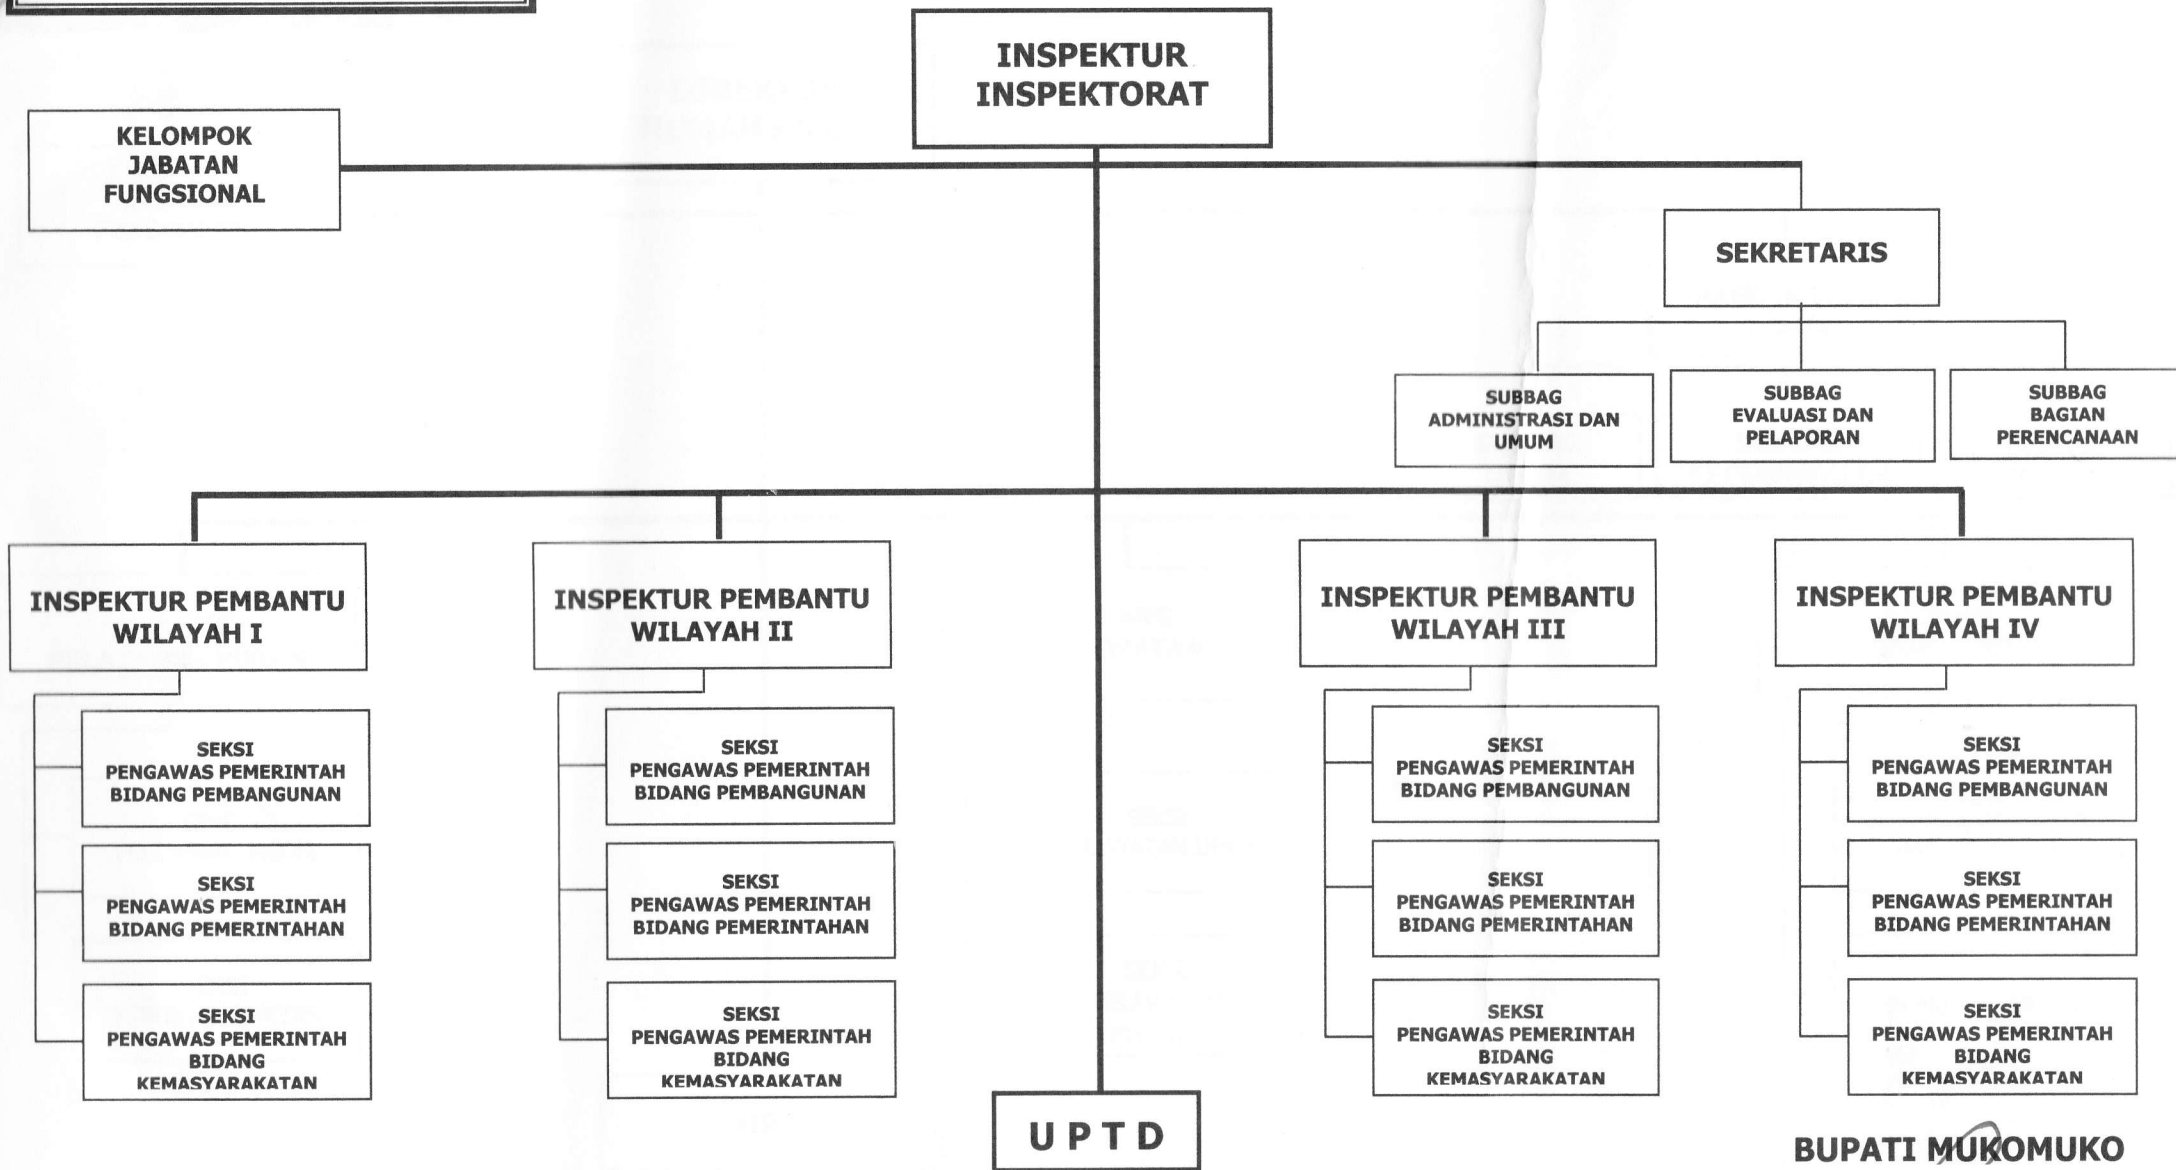 INSPEKTUR
INSPEKTORAT
KELOMPOK
JABATAN
FUNGSIONAL
SEKRETARIS
SUBBAG
ADMINISTRASI DAN
UMUM
SUBBAG
EVALUASI DAN
PELAPORAN
SUBBAG
BAGIAN
PERENCANAAN
INSPEKTUR PEMBANTU
WILAYAH I
INSPEKTUR PEMBANTU
WILAYAH II
INSPEKTUR PEMBANTU
WILAYAH III
INSPEKTUR PEMBANTU
WILAYAH IV
SEKSI
PENGAWAS PEMERINTAH
BIDANG PEMBANGUNAN
SEKSI
PENGAWAS PEMERINTAH
BIDANG PEMBANGUNAN
SEKSI
PENGAWAS PEMERINTAH
BIDANG PEMBANGUNAN
SEKSI
PENGAWAS PEMERINTAH
BIDANG PEMBANGUNAN
SEKSI
PENGAWAS PEMERINTAH
BIDANG PEMERINTAHAN
SEKSI
PENGAWAS PEMERINTAH
BIDANG PEMERINTAHAN
SEKSI
PENGAWAS PEMERINTAH
BIDANG PEMERINTAHAN
SEKSI
PENGAWAS PEMERINTAH
BIDANG PEMERINTAHAN
SEKSI
PENGAWAS PEMERINTAH
BIDANG
KEMASYARAKATAN
SEKSI
PENGAWAS PEMERINTAH
BIDANG
KEMASYARAKATAN
SEKSI
PENGAWAS PEMERINTAH
BIDANG
KEMASYARAKATAN
SEKSI
PENGAWAS PEMERINTAH
BIDANG
KEMASYARAKATAN
U P T D
BUPATI MUKOMUKO